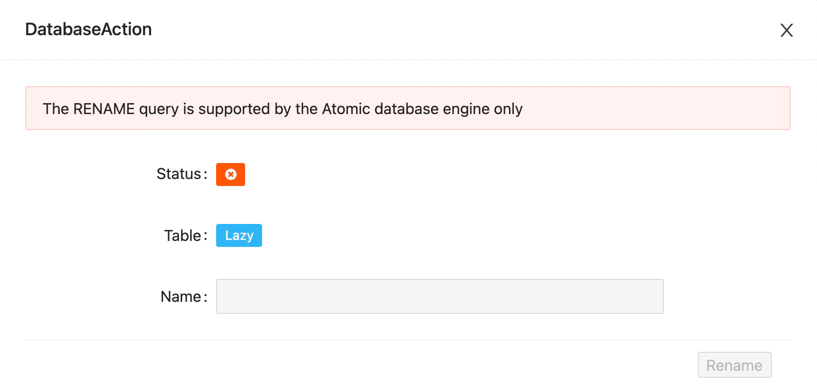 DatabaseAction
The RENAME query is supported by the Atomic database engine only
Status:
Table: Lazy
Name:
Rename